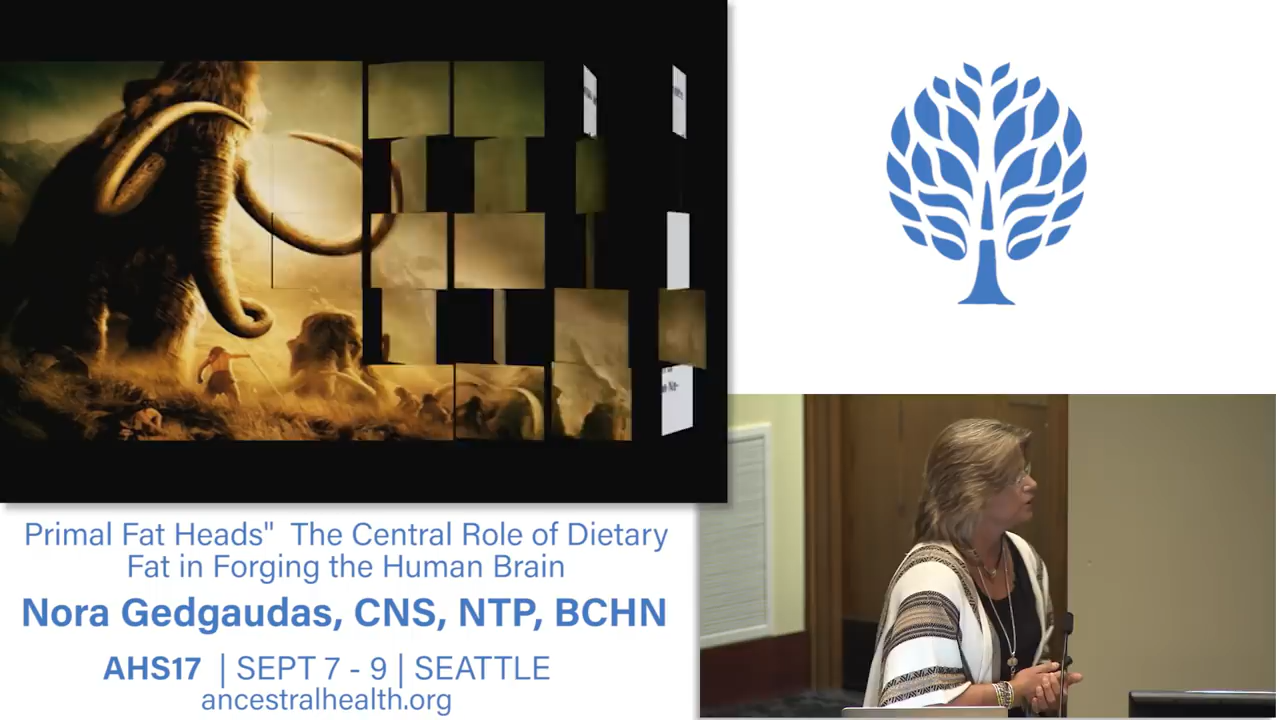 Primal Fat Heads" The Central Role of Dietary
Fat in Forging the Human Brain
Nora Gedgaudas, CNS, NTP, BCHN
AHS17 | SEPT 7 - 9 | SEATTLE
ancestralhealth.org